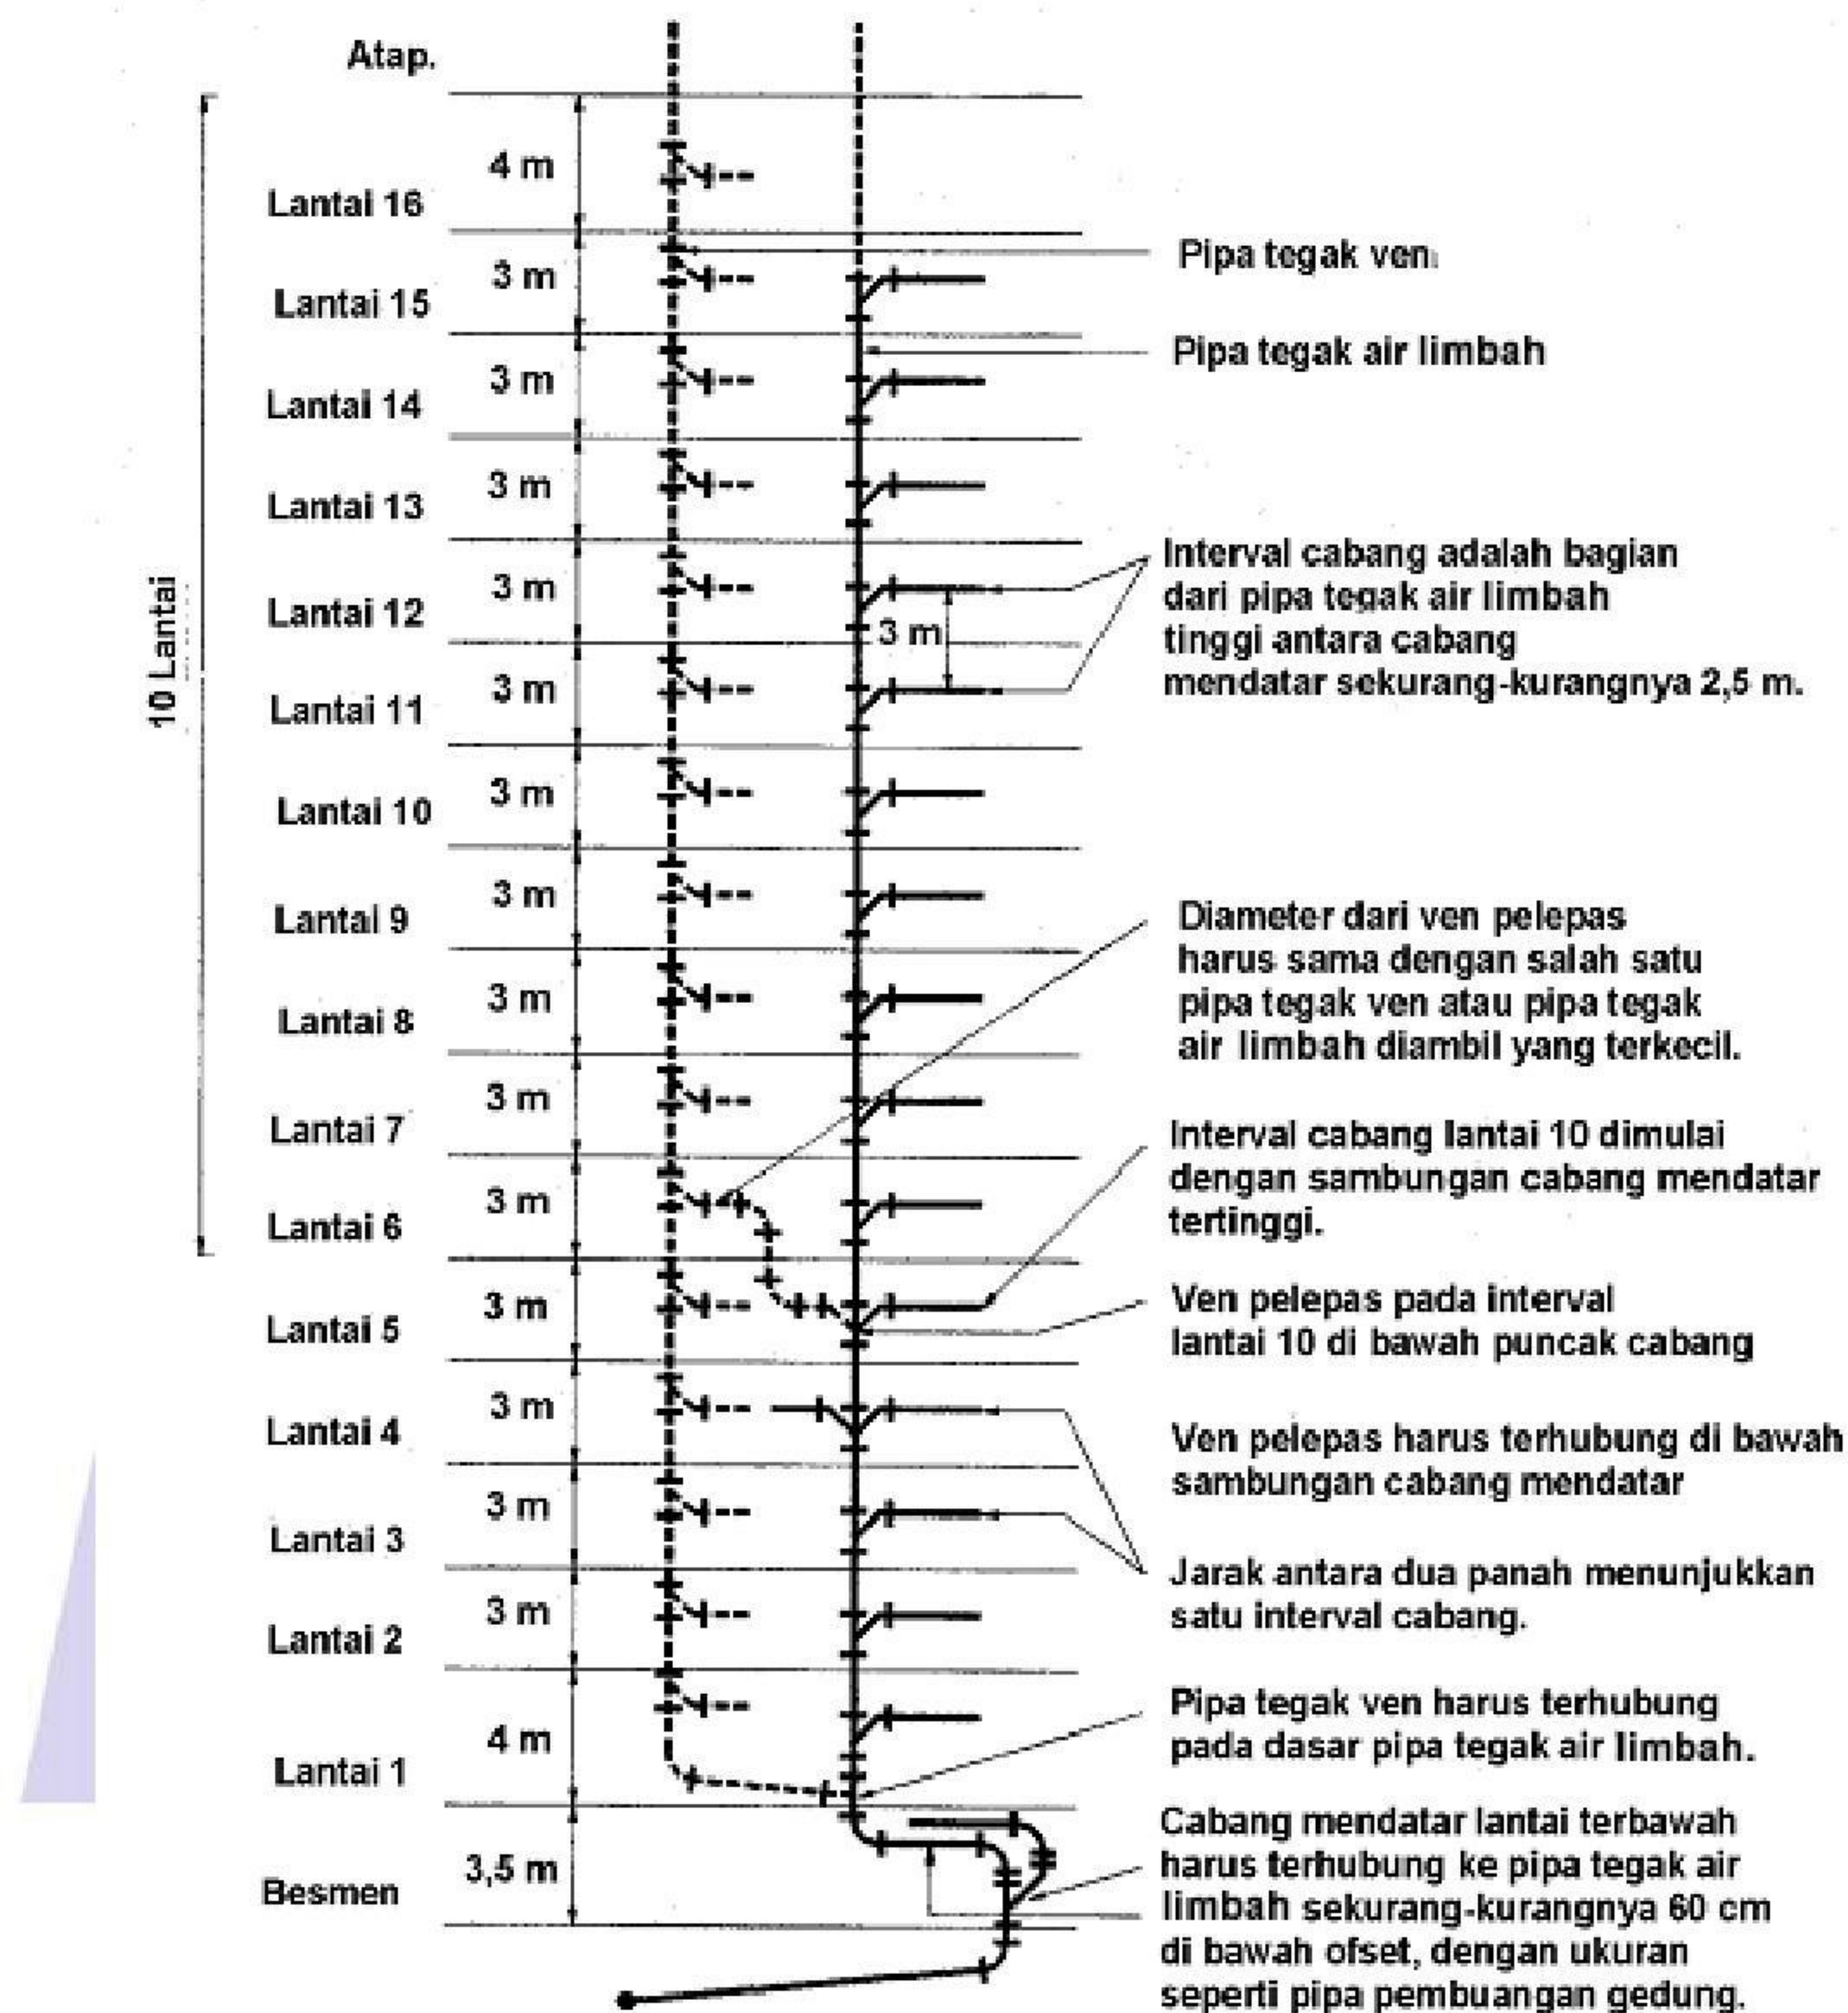 Atap.
4 m
Lantai 16
3 m
Lantai 15
3 m
Lantai 14
3 m
Lantai 13
3 m
Lantai 12
3 m
Lantai 11
3 m
Lantai 10
3 m
Lantai 9
3 m
Lantai 8
3 m
Lantai 7
3 m
Lantai 6
3 m
Lantai 5
3 m
Lantai 4
3 m
Lantai 3
3 m
Lantai 2
4 m
Lantai 1
3,5 m
Besmen
10 Lantai
3 m
Pipa tegak ven.
Pipa tegak air limbah
Interval cabang adalah bagian
dari pipa tegak air limbah
tinggi antara cabang
mendatar sekurang-kurangnya 2,5 m.
Diameter dari ven pelepas
harus sama dengan salah satu
pipa tegak ven atau pipa tegak
air limbah diambil yang terkecil.
Interval cabang lantai 10 dimulai
dengan sambungan cabang mendatar
tertinggi.
Ven pelepas pada interval
lantai 10 di bawah puncak cabang
Ven pelepas harus terhubung di bawah
sambungan cabang mendatar
Jarak antara dua panah menunjukkan
satu interval cabang.
Pipa tegak ven harus terhubung
pada dasar pipa tegak air limbah.
Cabang mendatar lantai terbawah
harus terhubung ke pipa tegak air
limbah sekurang-kurangnya 60 cm
di bawah ofset, dengan ukuran
seperti pipa pembuangan gedung.